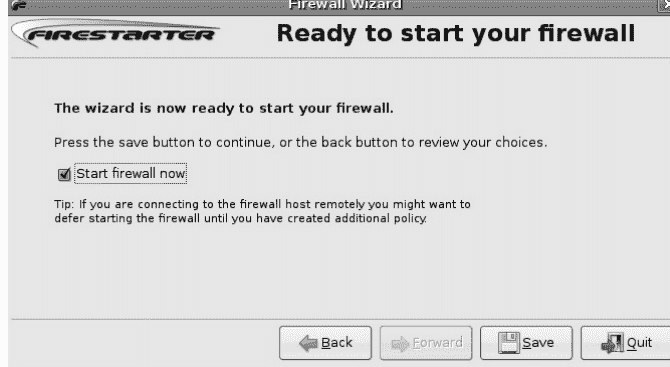 Firewall Wizard
FIRESTARTER
Ready to start your firewall
The wizard is now ready to start your firewall.
Press the save button to continue, or the back button to review your choices.
Start firewall now
Tip: If you are connecting to the firewall host remotely you might want to
defer starting the firewall until you have created additional policy.
Back
Forward
Save
Quit